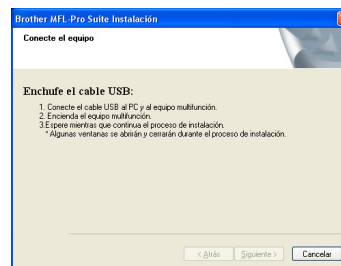 Brother MFL-Pro Suite Instalación
Conecte el equipo
Enchufe el cable USB:
1. Conecte el cable USB al PC y al equipo multifunción.
2. Encienda el equipo multifunción.
3.Espere mientras que continua el proceso de instalación.
* Algunas ventanas se abrirán y cerrarán durante el proceso de instalación.
< Atrás
Siguiente >
Cancelar